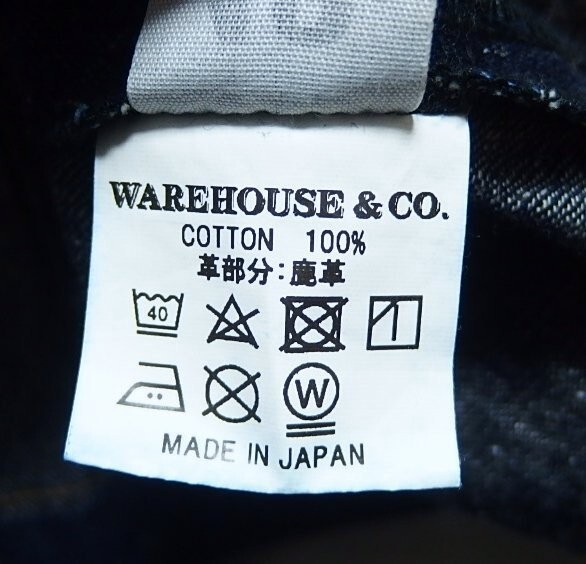 WAREHOUSE & CO.
COTTON 100%
革部分:鹿革
40
W
MADE IN JAPAN